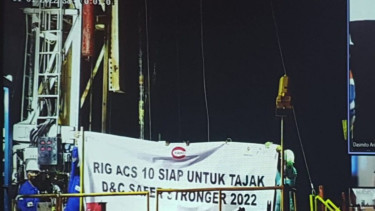 RIG ACS 10 SIAP UNTUK TAJAK
D&C SAFER STRONGER 2022